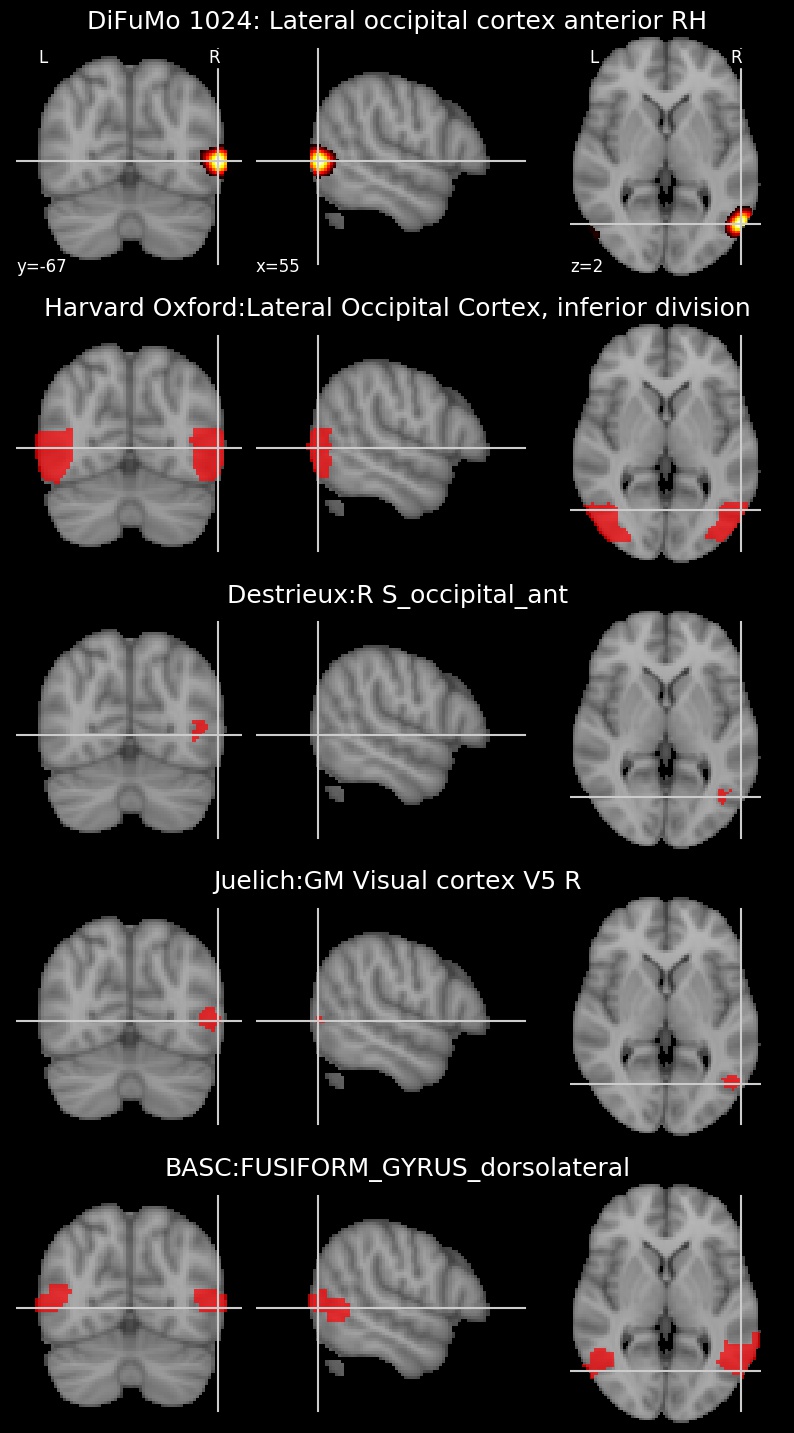 DiFuMo 1024: Lateral occipital cortex anterior RH
L R L R
y=-67 x=55 z=2
Harvard Oxford:Lateral Occipital Cortex, inferior division
Destrieux:R S_occipital_ant
Juelich:GM Visual cortex V5 R
BASC:FUSIFORM_GYRUS_dorsolateral